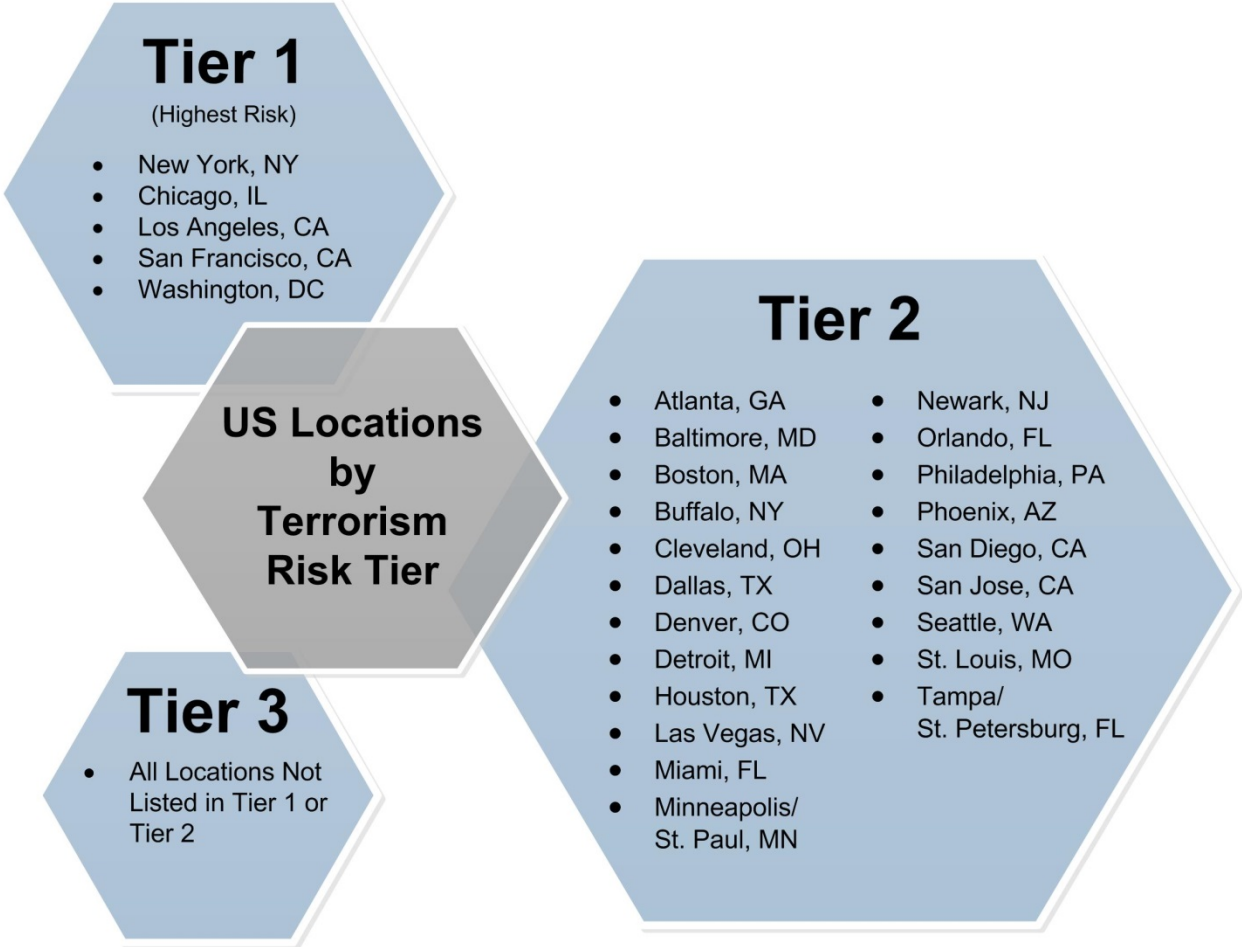 Tier 1
(Highest Risk)
• New York, NY
• Chicago, IL
• Los Angeles, CA
• San Francisco, CA
• Washington, DC
US Locations
by
Terrorism
Risk Tier
Tier 2
• Atlanta, GA
• Baltimore, MD
• Boston, MA
• Buffalo, NY
• Cleveland, OH
• Dallas, TX
• Denver, CO
• Detroit, MI
• Houston, TX
• Las Vegas, NV
• Miami, FL
• Minneapolis/
St. Paul, MN
• Newark, NJ
• Orlando, FL
• Philadelphia, PA
• Phoenix, AZ
• San Diego, CA
• San Jose, CA
• Seattle, WA
• St. Louis, MO
• Tampa/
St. Petersburg, FL
Tier 3
• All Locations Not
Listed in Tier 1 or
Tier 2